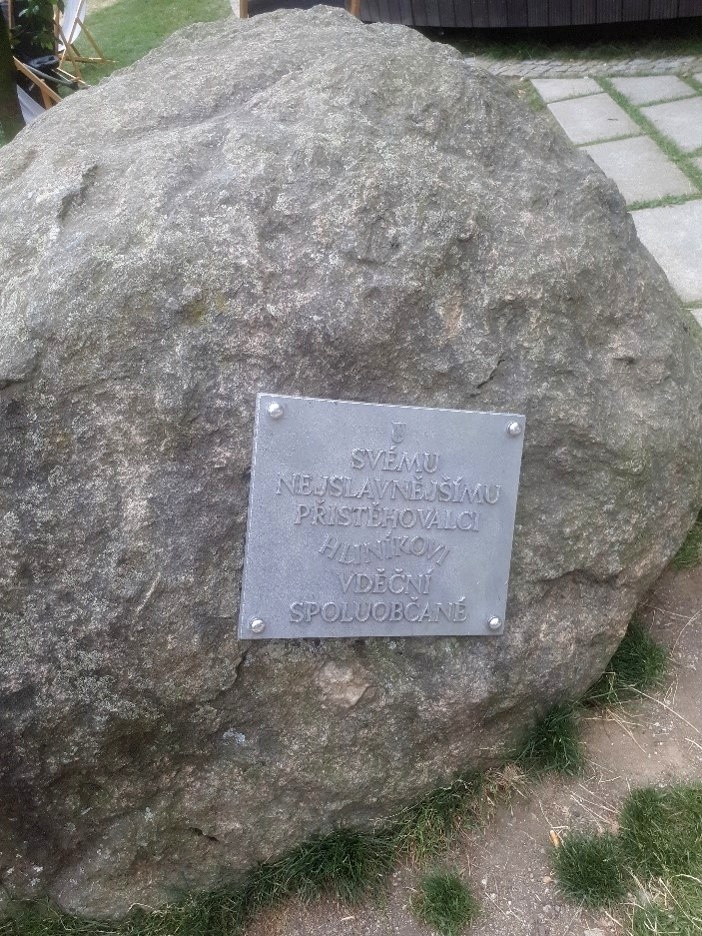 U
SVÉMU
NEJSLAVNĚJŠÍMU
PŘISTĚHOVALCI
HLINÍKOVI
VDĚČNÍ
SPOLUOBČANÉ